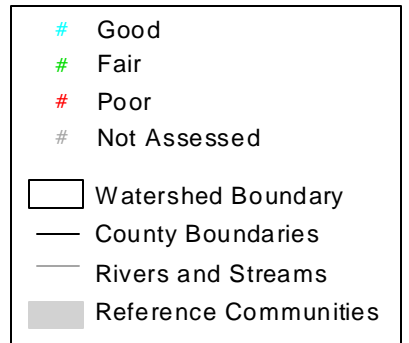 # Good
# Fair
# Poor
# Not Assessed
Watershed Boundary
County Boundaries
Rivers and Streams
Reference Communities